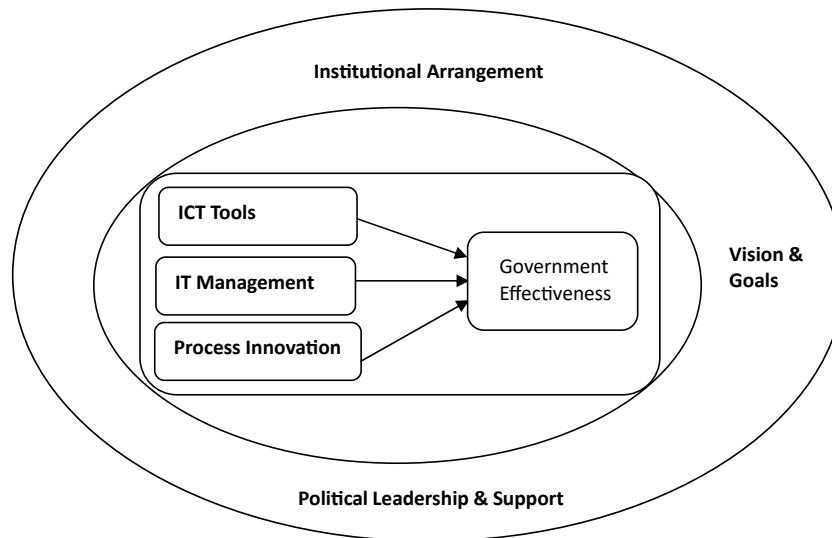 Institutional Arrangement
ICT Tools
IT Management
Process Innovation
Government
Effectiveness
Vision &
Goals
Political Leadership & Support